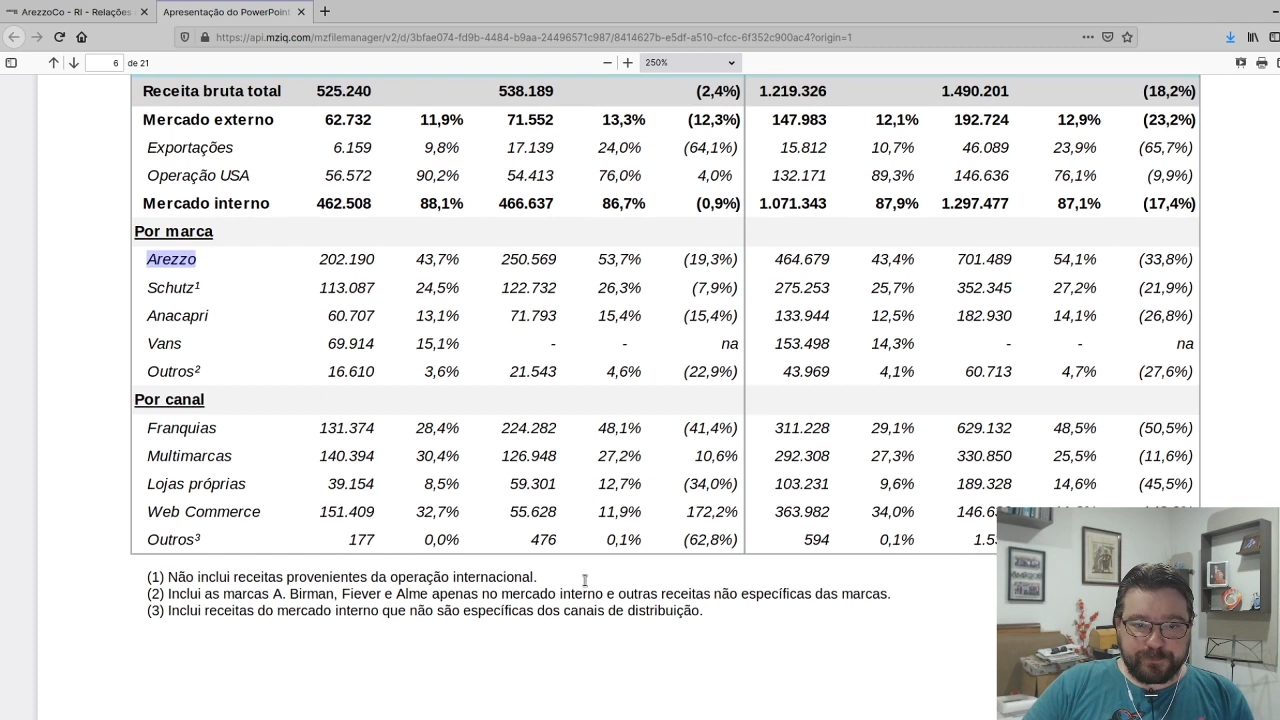 ArezzoCo - RI - Relações
Apresentação do PowerPoint
https://api.mziq.com/mzfilemanager/v2/d/3bfae074-fd9b-4484-b9aa-24496571c987/8414627b-e5df-a510-cfcc-6f352c900ac4?origin=1
6 de 21
250%
Receita bruta total 525.240 538.189 (2,4%) 1.219.326 1.490.201 (18,2%)
Mercado externo 62.732 11,9% 71.552 13,3% (12,3%) 147.983 12,1% 192.724 12,9% (23,2%)
Exportações 6.159 9,8% 17.139 24,0% (64,1%) 15.812 10,7% 46.089 23,9% (65,7%)
Operação USA 56.572 90,2% 54.413 76,0% 4,0% 132.171 89,3% 146.636 76,1% (9,9%)
Mercado interno 462.508 88,1% 466.637 86,7% (0,9%) 1.071.343 87,9% 1.297.477 87,1% (17,4%)
Por marca
Arezzo 202.190 43,7% 250.569 53,7% (19,3%) 464.679 43,4% 701.489 54,1% (33,8%)
Schutz¹ 113.087 24,5% 122.732 26,3% (7,9%) 275.253 25,7% 352.345 27,2% (21,9%)
Anacapri 60.707 13,1% 71.793 15,4% (15,4%) 133.944 12,5% 182.930 14,1% (26,8%)
Vans 69.914 15,1% - - na 153.498 14,3% - - na
Outros² 16.610 3,6% 21.543 4,6% (22,9%) 43.969 4,1% 60.713 4,7% (27,6%)
Por canal
Franquias 131.374 28,4% 224.282 48,1% (41,4%) 311.228 29,1% 629.132 48,5% (50,5%)
Multimarcas 140.394 30,4% 126.948 27,2% 10,6% 292.308 27,3% 330.850 25,5% (11,6%)
Lojas próprias 39.154 8,5% 59.301 12,7% (34,0%) 103.231 9,6% 189.328 14,6% (45,5%)
Web Commerce 151.409 32,7% 55.628 11,9% 172,2% 363.982 34,0%
Outros³ 177 0,0% 476 0,1% (62,8%) 594 0,1%
(1) Não inclui receitas provenientes da operação internacional.
(2) Inclui as marcas A. Birman, Fiever e Alme apenas no mercado interno e outras receitas não específicas das marcas.
(3) Inclui receitas do mercado interno que não são específicas dos canais de distribuição.